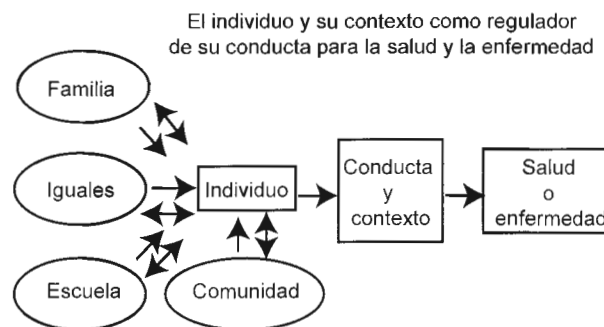 El individuo y su contexto como regulador
de su conducta para la salud y la enfermedad
Familia
Iguales
Escuela
Comunidad
Individuo
Conducta
y
contexto
Salud
o
enfermedad